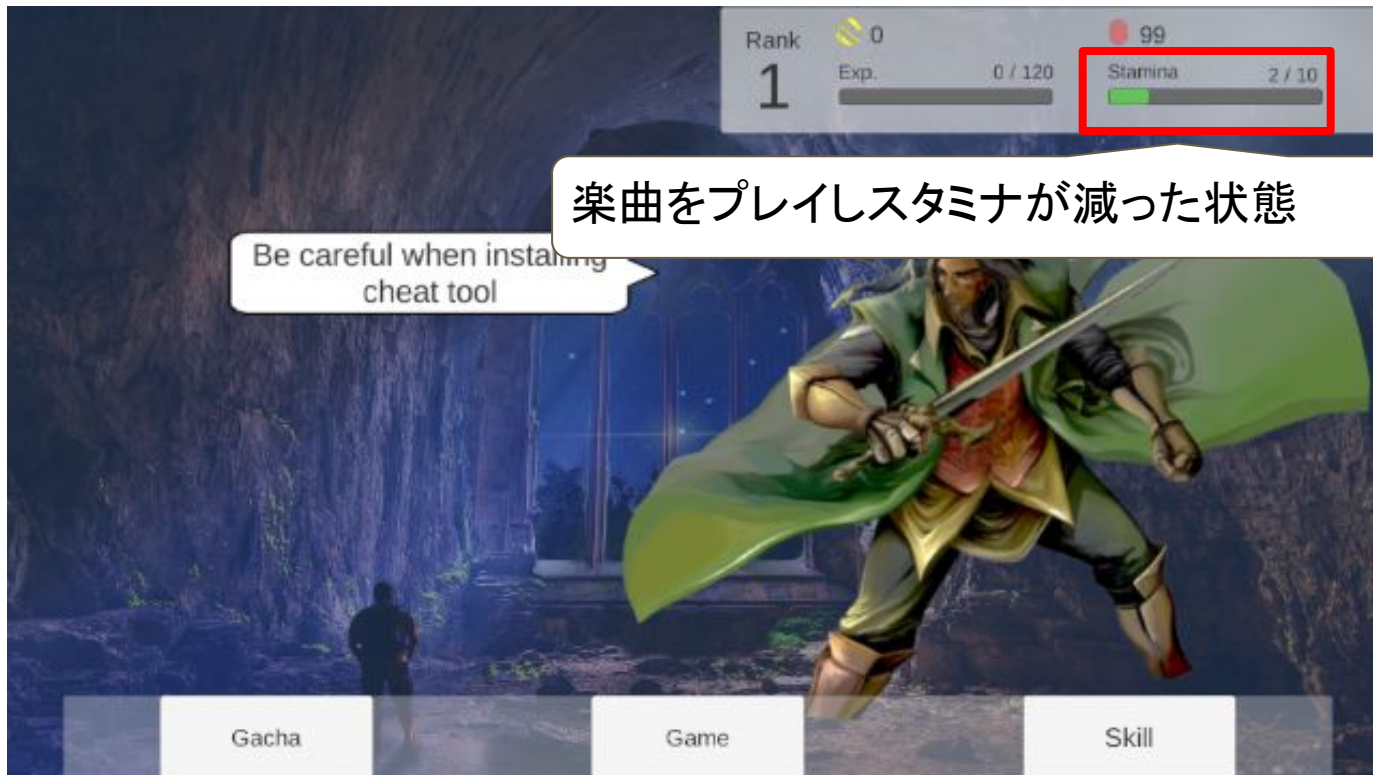 Rank
1
0
99
Exp.
0 / 120
Stamina
2 / 10
楽曲をプレイしスタミナが減った状態
Be careful when installing
cheat tool
Gacha
Game
Skill